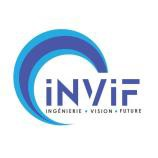 iNViF
INGÉNIERIE • VISION • FUTURE